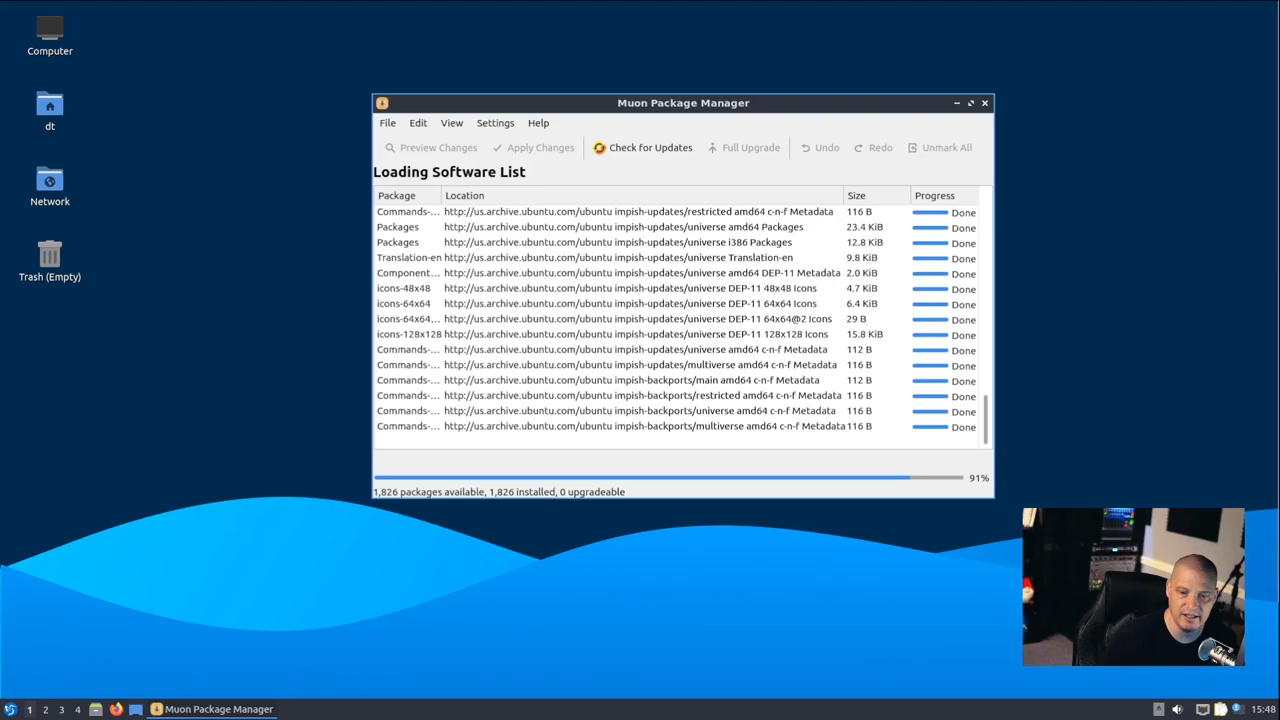 Computer
dt
Network
Trash (Empty)
Muon Package Manager
File Edit View Settings Help
Preview Changes Apply Changes Check for Updates Full Upgrade Undo Redo Unmark All
Loading Software List
Package Location Size Progress
Commands-... http://us.archive.ubuntu.com/ubuntu impish-updates/restricted amd64 c-n-f Metadata 116 B Done
Packages http://us.archive.ubuntu.com/ubuntu impish-updates/universe amd64 Packages 23.4 KiB Done
Packages http://us.archive.ubuntu.com/ubuntu impish-updates/universe i386 Packages 12.8 KiB Done
Translation-en http://us.archive.ubuntu.com/ubuntu impish-updates/universe Translation-en 9.8 KiB Done
Component... http://us.archive.ubuntu.com/ubuntu impish-updates/universe amd64 DEP-11 Metadata 2.0 KiB Done
icons-48x48 http://us.archive.ubuntu.com/ubuntu impish-updates/universe DEP-11 48x48 Icons 4.7 KiB Done
icons-64x64 http://us.archive.ubuntu.com/ubuntu impish-updates/universe DEP-11 64x64 Icons 6.4 KiB Done
icons-64x64... http://us.archive.ubuntu.com/ubuntu impish-updates/universe DEP-11 64x64@2 Icons 29 B Done
icons-128x128 http://us.archive.ubuntu.com/ubuntu impish-updates/universe DEP-11 128x128 Icons 15.8 KiB Done
Commands-... http://us.archive.ubuntu.com/ubuntu impish-updates/universe amd64 c-n-f Metadata 112 B Done
Commands-... http://us.archive.ubuntu.com/ubuntu impish-updates/multiverse amd64 c-n-f Metadata 116 B Done
Commands-... http://us.archive.ubuntu.com/ubuntu impish-backports/main amd64 c-n-f Metadata 112 B Done
Commands-... http://us.archive.ubuntu.com/ubuntu impish-backports/restricted amd64 c-n-f Metadata 116 B Done
Commands-... http://us.archive.ubuntu.com/ubuntu impish-backports/universe amd64 c-n-f Metadata 116 B Done
Commands-... http://us.archive.ubuntu.com/ubuntu impish-backports/multiverse amd64 c-n-f Metadata 116 B Done
91%
1,826 packages available, 1,826 installed, 0 upgradeable
1 2 3 4 Muon Package Manager 15:48